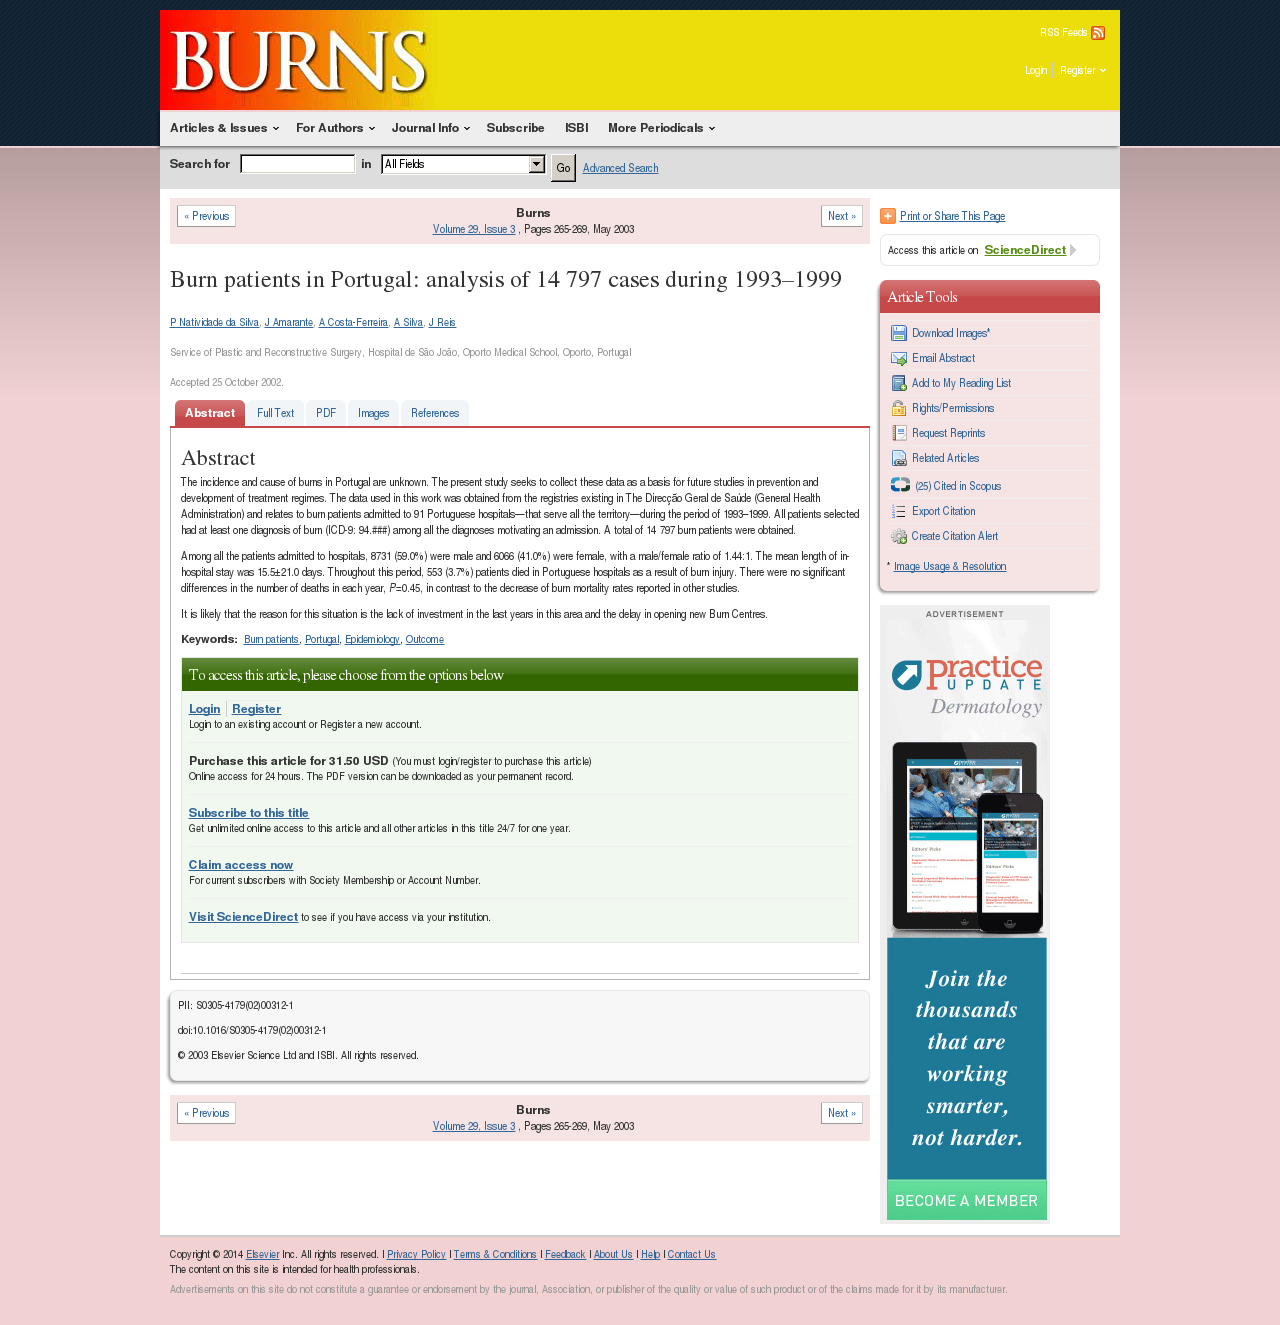 BURNS
RSS Feeds
Login Register
Articles & Issues For Authors Journal Info Subscribe ISBI More Periodicals
Search for in All Fields Go Advanced Search
« Previous Burns Next »
Volume 29, Issue 3 , Pages 265-269, May 2003
Burn patients in Portugal: analysis of 14 797 cases during 1993–1999
P Natividade da Silva, J Amarante, A Costa-Ferreira, A Silva, J Reis
Service of Plastic and Reconstructive Surgery, Hospital de São João, Oporto Medical School, Oporto, Portugal
Accepted 25 October 2002.
Abstract Full Text PDF Images References
Abstract
The incidence and cause of burns in Portugal are unknown. The present study seeks to collect these data as a basis for future studies in prevention and
development of treatment regimes. The data used in this work was obtained from the registries existing in The Direcção Geral de Saúde (General Health
Administration) and relates to burn patients admitted to 91 Portuguese hospitals—that serve all the territory—during the period of 1993–1999. All patients selected
had at least one diagnosis of burn (ICD-9: 94.###) among all the diagnoses motivating an admission. A total of 14 797 burn patients were obtained.
Among all the patients admitted to hospitals, 8731 (59.0%) were male and 6066 (41.0%) were female, with a male/female ratio of 1.44:1. The mean length of in-
hospital stay was 15.5±21.0 days. Throughout this period, 553 (3.7%) patients died in Portuguese hospitals as a result of burn injury. There were no significant
differences in the number of deaths in each year, P=0.45, in contrast to the decrease of burn mortality rates reported in other studies.
It is likely that the reason for this situation is the lack of investment in the last years in this area and the delay in opening new Burn Centres.
Keywords: Burn patients, Portugal, Epidemiology, Outcome
To access this article, please choose from the options below
Login Register
Login to an existing account or Register a new account.
Purchase this article for 31.50 USD (You must login/register to purchase this article)
Online access for 24 hours. The PDF version can be downloaded as your permanent record.
Subscribe to this title
Get unlimited online access to this article and all other articles in this title 24/7 for one year.
Claim access now
For current subscribers with Society Membership or Account Number.
Visit ScienceDirect to see if you have access via your institution.
PII: S0305-4179(02)00312-1
doi:10.1016/S0305-4179(02)00312-1
© 2003 Elsevier Science Ltd and ISBI. All rights reserved.
« Previous Burns Next »
Volume 29, Issue 3 , Pages 265-269, May 2003
Print or Share This Page
Access this article on ScienceDirect
Article Tools
Download Images*
Email Abstract
Add to My Reading List
Rights/Permissions
Request Reprints
Related Articles
(25) Cited in Scopus
Export Citation
Create Citation Alert
* Image Usage & Resolution
ADVERTISEMENT
practice
UPDATE
Dermatology
Editors' Picks
Editors' Picks
Join the
thousands
that are
working
smarter,
not harder.
BECOME A MEMBER
Copyright © 2014 Elsevier Inc. All rights reserved. | Privacy Policy | Terms & Conditions | Feedback | About Us | Help | Contact Us
The content on this site is intended for health professionals.
Advertisements on this site do not constitute a guarantee or endorsement by the journal, Association, or publisher of the quality or value of such product or of the claims made for it by its manufacturer.